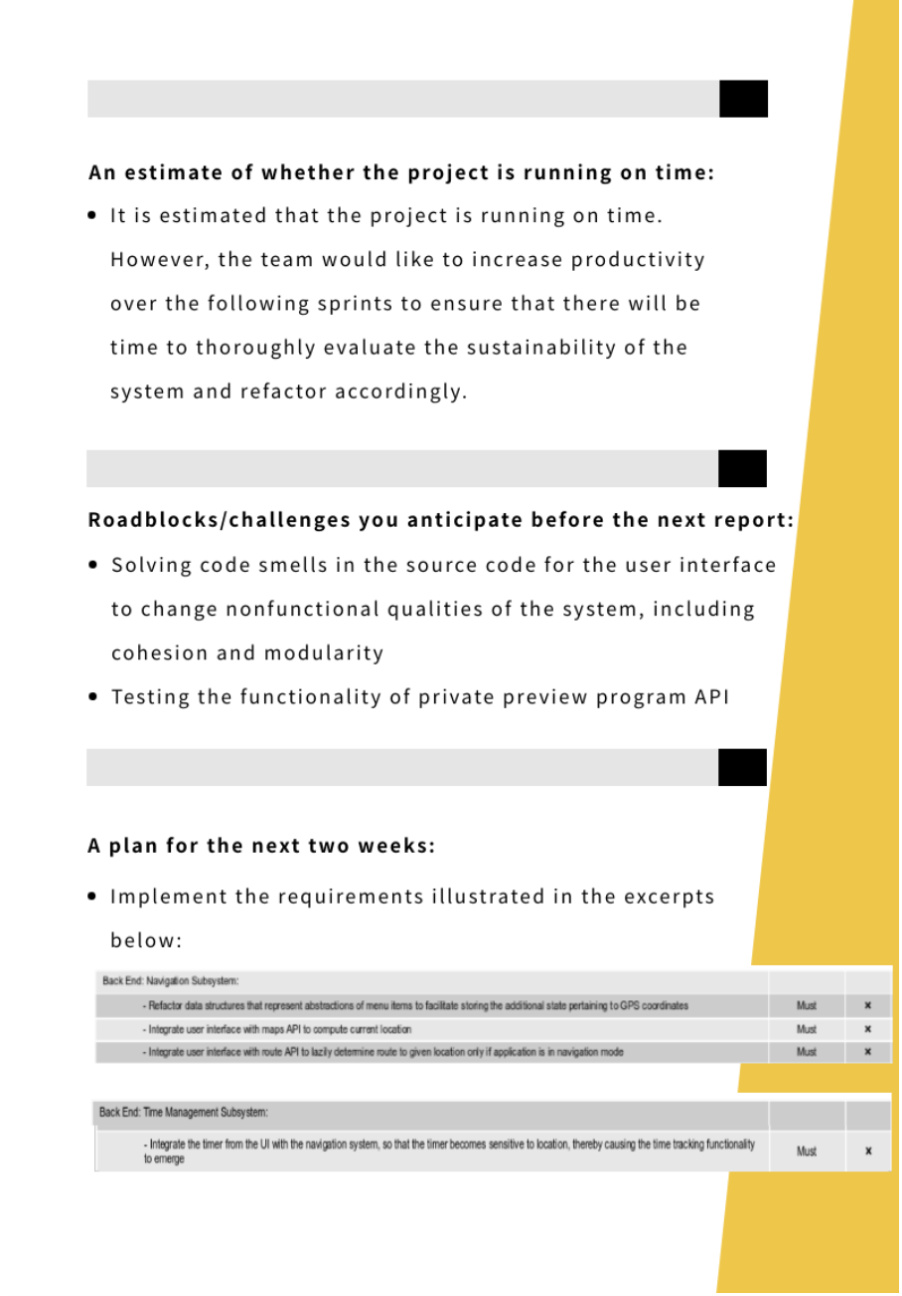 An estimate of whether the project is running on time:
• It is estimated that the project is running on time.
However, the team would like to increase productivity
over the following sprints to ensure that there will be
time to thoroughly evaluate the sustainability of the
system and refactor accordingly.
Roadblocks/challenges you anticipate before the next report:
• Solving code smells in the source code for the user interface
to change nonfunctional qualities of the system, including
cohesion and modularity
• Testing the functionality of private preview program API
A plan for the next two weeks:
• Implement the requirements illustrated in the excerpts
below:
Back End: Navigation Subsystem:
- Refactor data structures that represent abstractions of menu items to facilitate storing the additional state pertaining to GPS coordinates Must x
- Integrate user interface with maps API to compute current location Must x
- Integrate user interface with route API to lazily determine route to given location only if application is in navigation mode Must x
Back End: Time Management Subsystem:
- Integrate the timer from the UI with the navigation system, so that the timer becomes sensitive to location, thereby causing the time tracking functionality
to emerge Must x